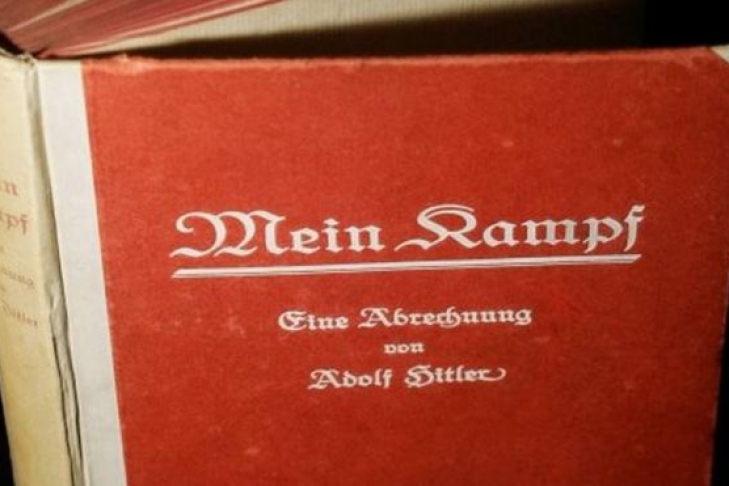 Mein Kampf
Eine Abrechnung
von
Adolf Hitler